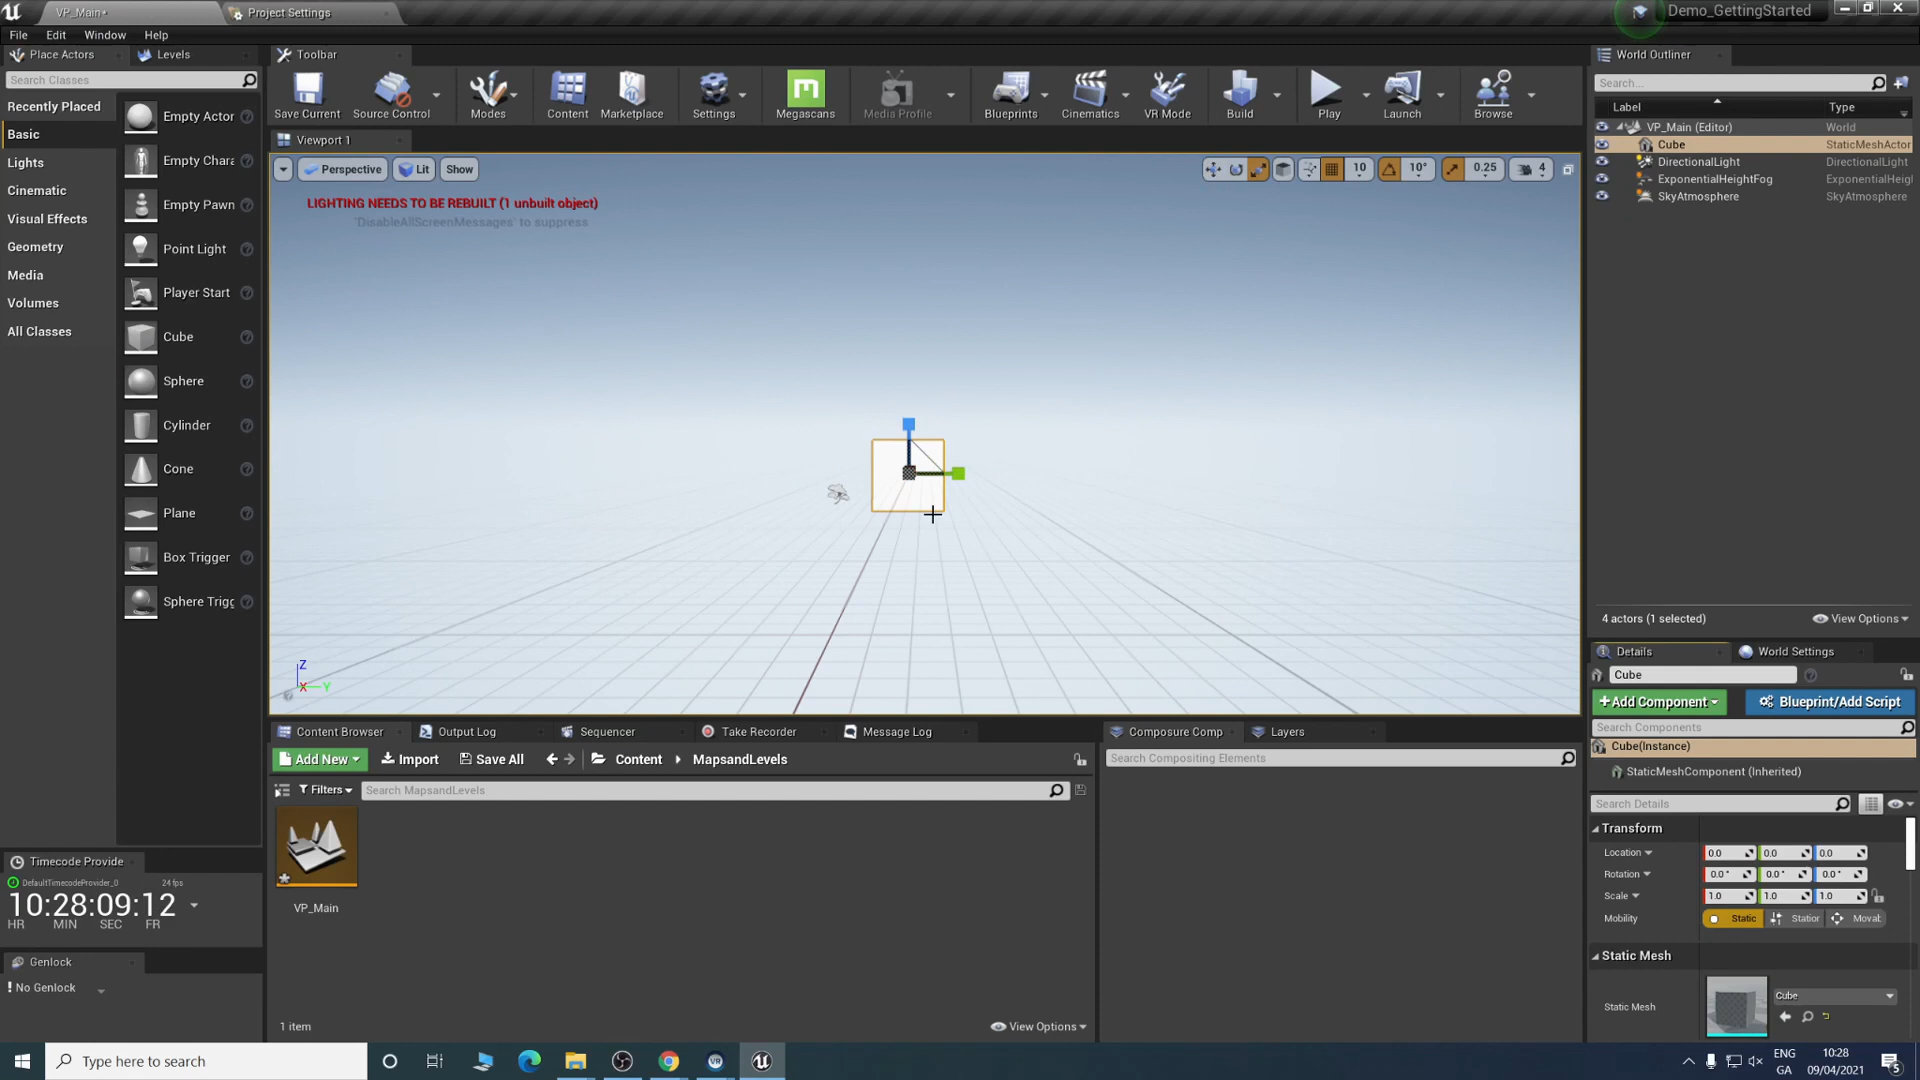 VP_Main*
Project Settings
Demo_GettingStarted
File Edit Window Help
Place Actors
Levels
Search Classes
Recently Placed
Basic
Lights
Cinematic
Visual Effects
Geometry
Media
Volumes
All Classes
Empty Actor
Empty Chara
Empty Pawn
Point Light
Player Start
Cube
Sphere
Cylinder
Cone
Plane
Box Trigger
Sphere Trigg
Timecode Provide
DefaultTimecodeProvider_0 24 fps
10:28:09:12
HR MIN SEC FR
Genlock
No Genlock
Toolbar
Save Current
Source Control
Modes
Content
Marketplace
Settings
Megascans
Media Profile
Blueprints
Cinematics
VR Mode
Build
Play
Launch
Browse
Viewport 1
Perspective Lit Show
10 10° 0.25 4
LIGHTING NEEDS TO BE REBUILT (1 unbuilt object)
'DisableAllScreenMessages' to suppress
Z
X Y
Content Browser
Output Log
Sequencer
Take Recorder
Message Log
Add New Import Save All Content MapsandLevels
Filters Search MapsandLevels
VP_Main
1 item
View Options
Composure Comp
Layers
Search Compositing Elements
World Outliner
Search...
Label Type
VP_Main (Editor) World
Cube StaticMeshActor
DirectionalLight DirectionalLight
ExponentialHeightFog ExponentialHeigl
SkyAtmosphere SkyAtmosphere
4 actors (1 selected) View Options
Details
World Settings
Cube
+Add Component Blueprint/Add Script
Search Components
Cube(Instance)
StaticMeshComponent (Inherited)
Search Details
Transform
Location 0.0 0.0 0.0
Rotation 0.0° 0.0° 0.0°
Scale 1.0 1.0 1.0
Mobility Static Station Movab
Static Mesh
Static Mesh Cube
Type here to search
ENG
GA
10:28
09/04/2021
5